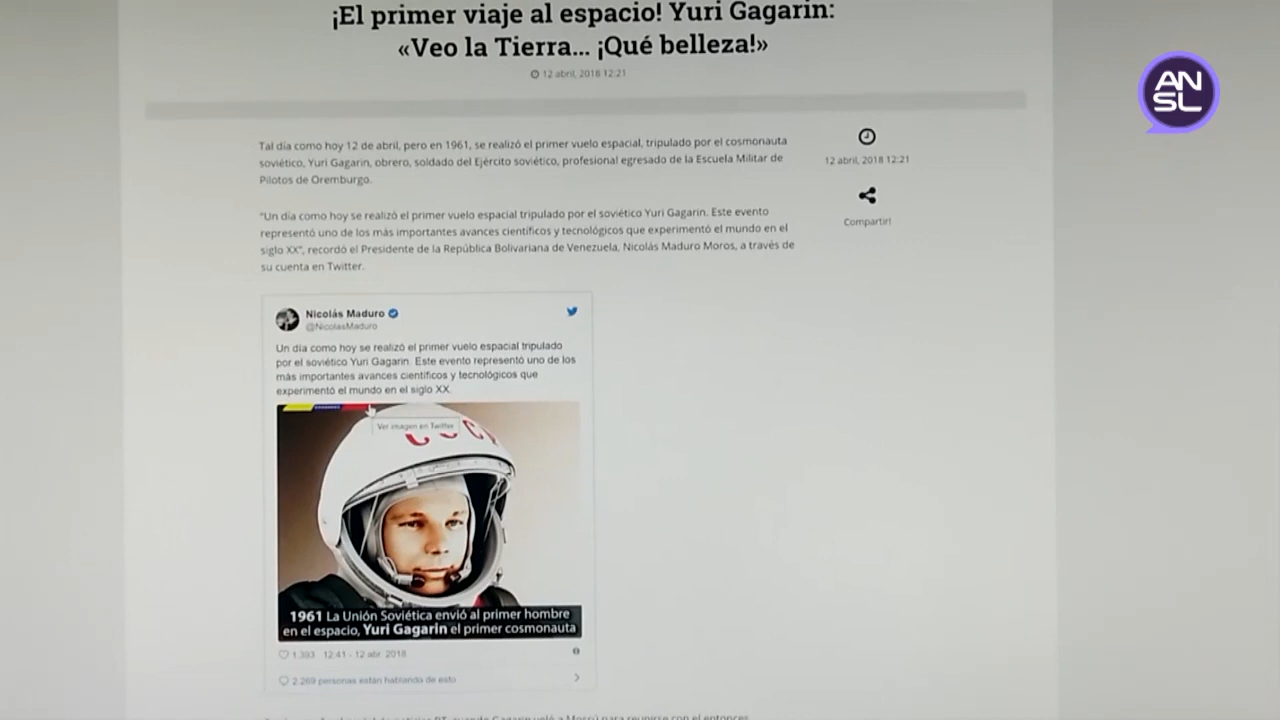 ¡El primer viaje al espacio! Yuri Gagarin:
«Veo la Tierra... ¡Qué belleza!»
12 abril, 2018 12:21
AN
SL
Tal día como hoy 12 de abril, pero en 1961, se realizó el primer vuelo espacial, tripulado por el cosmonauta
soviético, Yuri Gagarin, obrero, soldado del Ejército soviético, profesional egresado de la Escuela Militar de
Pilotos de Oremburgo.
12 abril, 2018 12:21
Compartir!
"Un día como hoy se realizó el primer vuelo espacial tripulado por el soviético Yuri Gagarin. Este evento
representó uno de los más importantes avances científicos y tecnológicos que experimentó el mundo en el
siglo XX", recordó el Presidente de la República Bolivariana de Venezuela, Nicolás Maduro Moros, a través de
su cuenta en Twitter.
Nicolás Maduro
@NicolasMaduro
Un día como hoy se realizó el primer vuelo espacial tripulado
por el soviético Yuri Gagarin. Este evento representó uno de los
más importantes avances científicos y tecnológicos que
experimentó el mundo en el siglo XX.
Ver imagen en Twitter
CCCP
1961 La Unión Soviética envió al primer hombre
en el espacio, Yuri Gagarin el primer cosmonauta
1.393 12:41 - 12 abr. 2018
2.269 personas están hablando de esto